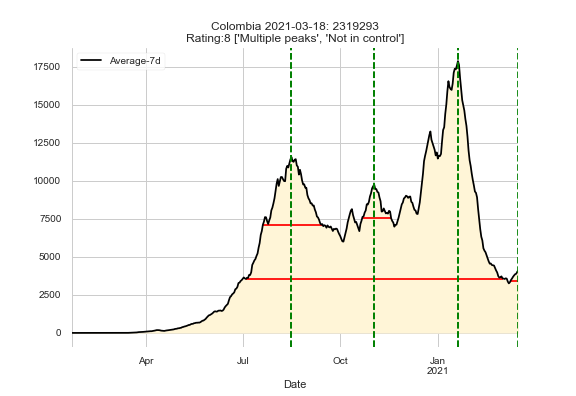 Colombia 2021-03-18: 2319293
Rating:8 ['Multiple peaks', 'Not in control']
Average-7d
17500
15000
12500
10000
7500
5000
2500
0
Apr
Jul
Oct
Jan
2021
Date